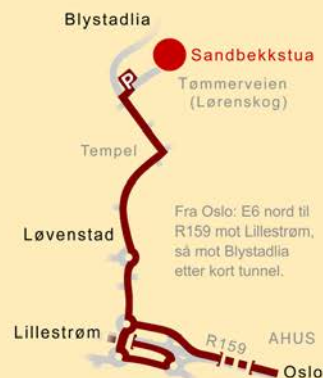 Blystadlia
Sandbekkstua
P
Tømmerveien
(Lørenskog)
Tempel
Fra Oslo: E6 nord til
R159 mot Lillestrøm,
så mot Blystadlia
etter kort tunnel.
Løvenstad
Lillestrøm
R159
AHUS
Oslo